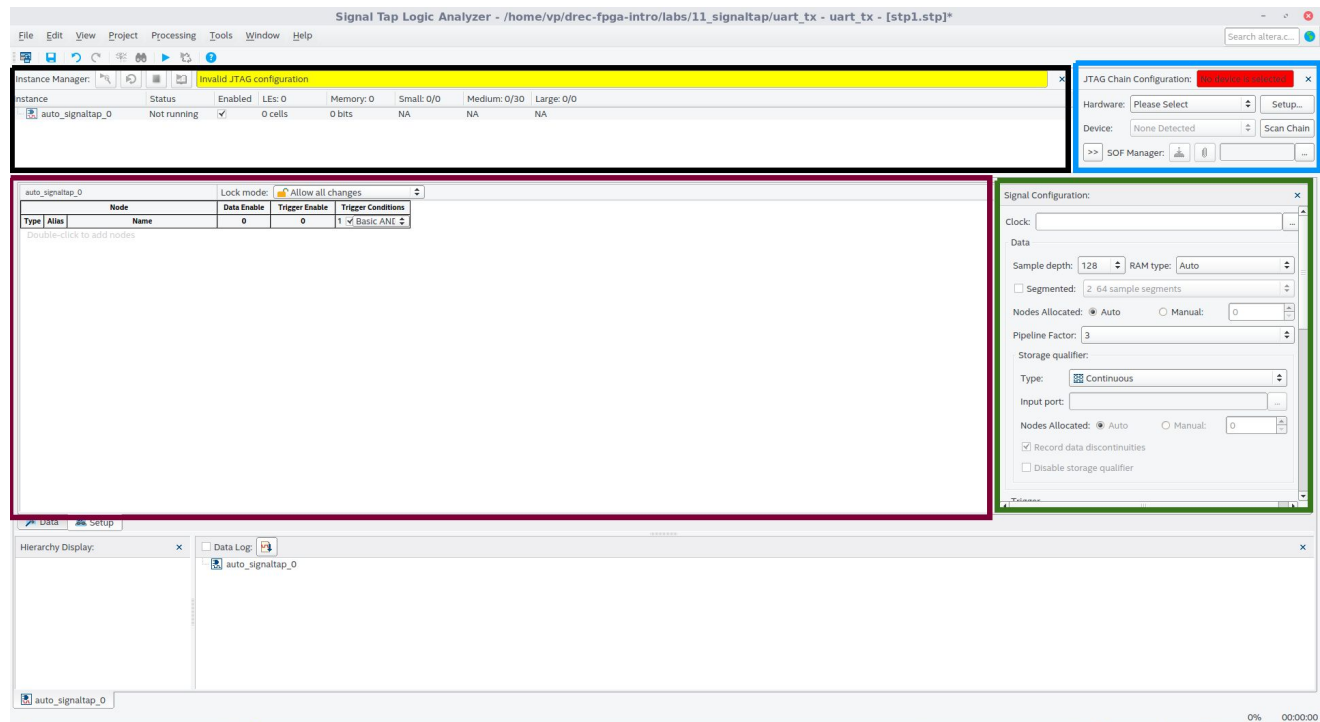 Signal Tap Logic Analyzer - /home/vp/drec-fpga-intro/labs/11_signaltap/uart_tx - uart_tx - [stp1.stp]*
File Edit View Project Processing Tools Window Help
Search altera.c...
Instance Manager: Invalid JTAG configuration
nstance Status Enabled LEs: 0 Memory: 0 Small: 0/0 Medium: 0/30 Large: 0/0
auto_signaltap_0 Not running 0 cells 0 bits NA NA NA
JTAG Chain Configuration: No device is selected
Hardware: Please Select Setup...
Device: None Detected Scan Chain
>> SOF Manager: ...
auto_signaltap_0 Lock mode: Allow all changes
Node Data Enable Trigger Enable Trigger Conditions
Type Alias Name 0 0 1 Basic ANE
Double-click to add nodes
Signal Configuration:
Clock: ...
Data
Sample depth: 128 RAM type: Auto
Segmented: 2 64 sample segments
Nodes Allocated: Auto Manual: 0
Pipeline Factor: 3
Storage qualifier:
Type: Continuous
Input port: ...
Nodes Allocated: Auto Manual: 0
Record data discontinuities
Disable storage qualifier
Trigger
Data Setup
Hierarchy Display:
Data Log:
auto_signaltap_0
auto_signaltap_0
0% 00:00:00